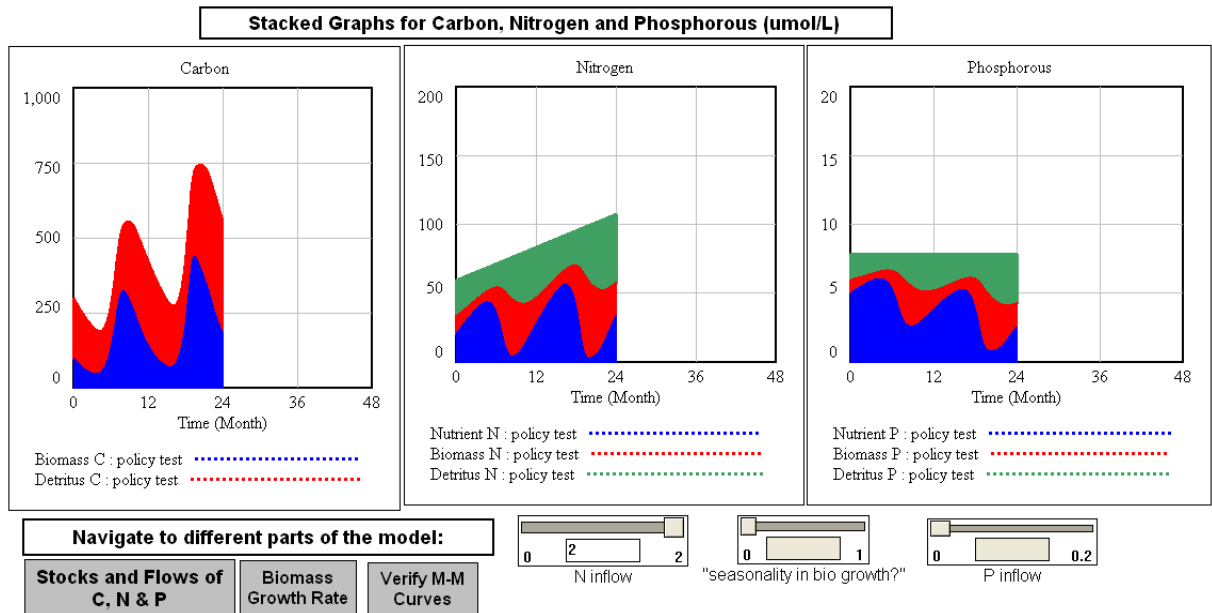 Stacked Graphs for Carbon, Nitrogen and Phosphorous (umol/L)
Carbon
1,000
750
500
250
0
0 12 24 36 48
Time (Month)
Biomass C : policy test
Detritus C : policy test
Nitrogen
200
150
100
50
0
0 12 24 36 48
Time (Month)
Nutrient N : policy test
Biomass N : policy test
Detritus N : policy test
Phosphorous
20
15
10
5
0
0 12 24 36 48
Time (Month)
Nutrient P : policy test
Biomass P : policy test
Detritus P : policy test
Navigate to different parts of the model:
Stocks and Flows of
C, N & P
Biomass
Growth Rate
Verify M-M
Curves
0 2 2
N inflow
0 1
"seasonality in bio growth?"
0 0.2
P inflow